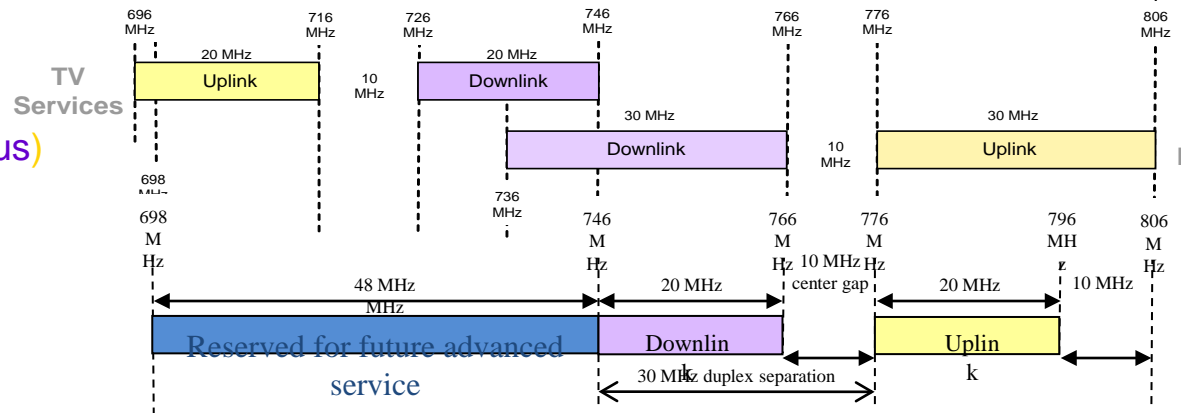 696
MHz
716
MHz
726
MHz
746
MHz
766
MHz
776
MHz
806
MHz
20 MHz
20 MHz
TV
Services
Uplink
10
MHz
Downlink
30 MHz
30 MHz
us)
Downlink
10
MHz
Uplink
698
MHz
736
MHz
698
M
Hz
746
M
Hz
766
M
Hz
776
M
Hz
796
MH
z
806
M
Hz
10 MHz
center gap
48 MHz
MHz
20 MHz
20 MHz
10 MHz
Reserved for future advanced
service
Downlin
k
Uplin
k
30 MHz duplex separation